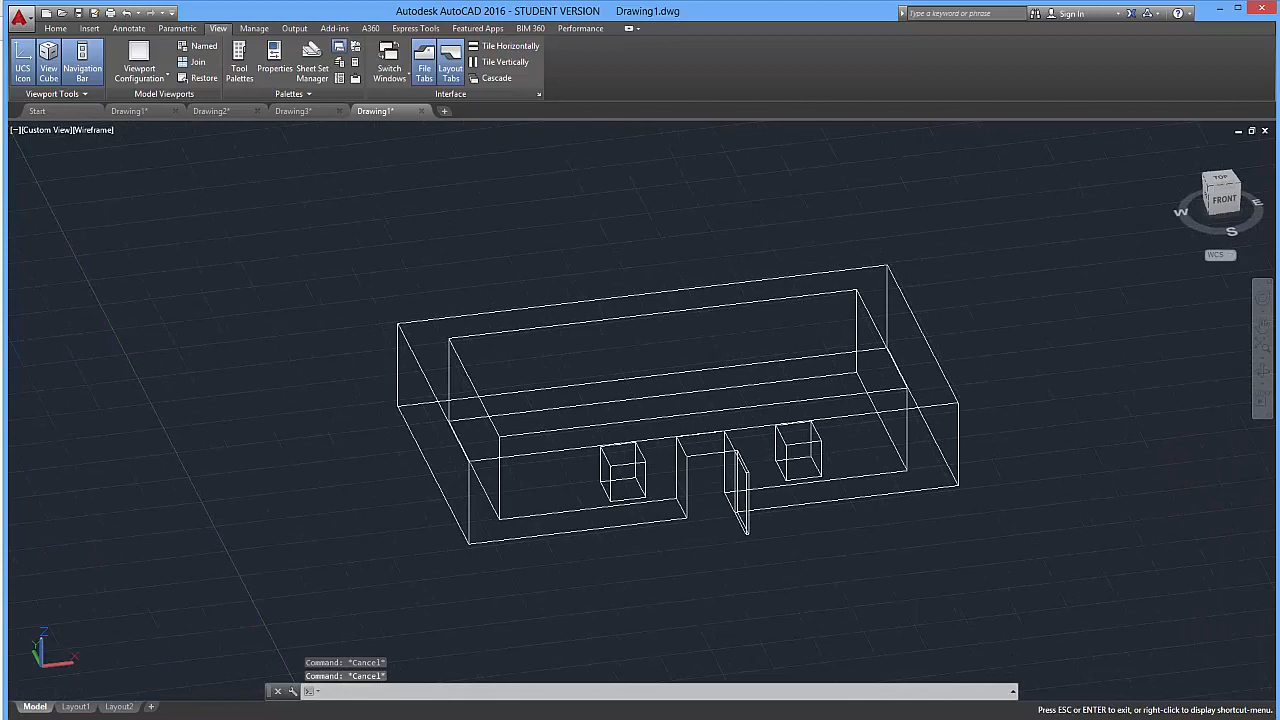 Autodesk AutoCAD 2016 - STUDENT VERSION Drawing1.dwg
Type a keyword or phrase
Sign In
Home Insert Annotate Parametric View Manage Output Add-ins A360 Express Tools Featured Apps BIM 360 Performance
UCS Icon
View Cube
Navigation Bar
Viewport Configuration
Named
Join
Restore
Tool Palettes
Properties
Sheet Set Manager
Switch Windows
File Tabs
Layout Tabs
Tile Horizontally
Tile Vertically
Cascade
Viewport Tools Model Viewports Palettes Interface
Start Drawing1* Drawing2* Drawing3* Drawing1*
[−][Custom View][Wireframe]
TOP
FRONT
W
E
S
WCS
Z
Y
X
Command: *Cancel*
Command: *Cancel*
Model Layout1 Layout2
Press ESC or ENTER to exit, or right-click to display shortcut-menu.